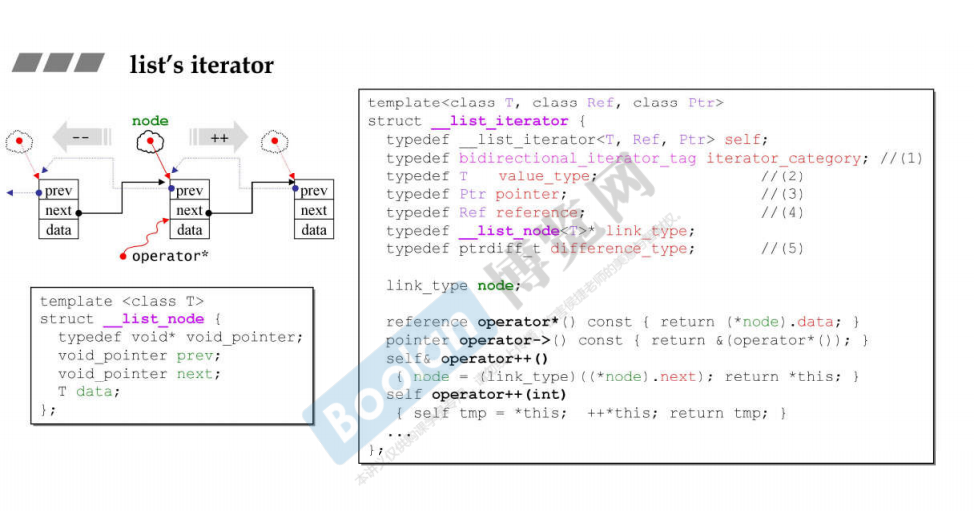 list's iterator
node
-- ++
prev prev prev
next next next
data data data
operator*
template <class T>
struct __list_node {
typedef void* void_pointer;
void_pointer prev;
void_pointer next;
T data;
};
template<class T, class Ref, class Ptr>
struct __list_iterator {
typedef __list_iterator<T, Ref, Ptr> self;
typedef bidirectional_iterator_tag iterator_category; //(1)
typedef T value_type; //(2)
typedef Ptr pointer; //(3)
typedef Ref reference; //(4)
typedef __list_node<T>* link_type;
typedef ptrdiff_t difference_type; //(5)
link_type node;
reference operator*() const { return (*node).data; }
pointer operator->() const { return &(operator*()); }
self& operator++()
{ node = (link_type)((*node).next); return *this; }
self operator++(int)
{ self tmp = *this; ++*this; return tmp; }
...
};
Boolan
博览网